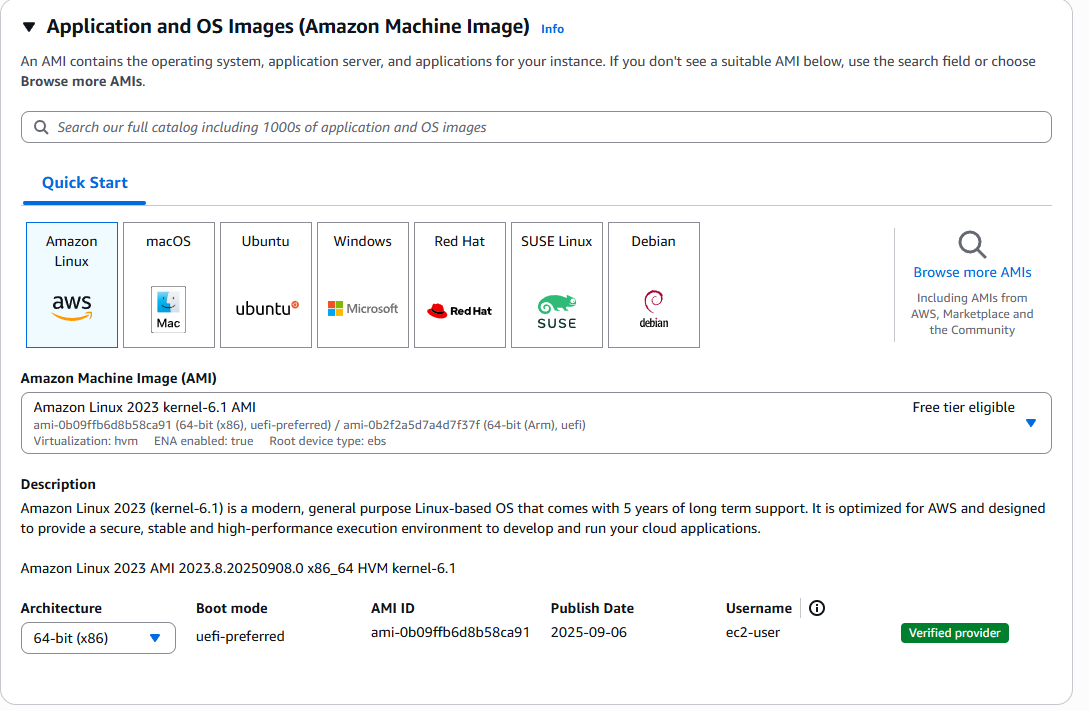 Application and OS Images (Amazon Machine Image) Info
An AMI contains the operating system, application server, and applications for your instance. If you don't see a suitable AMI below, use the search field or choose
Browse more AMIs.
Search our full catalog including 1000s of application and OS images
Quick Start
Amazon
Linux
aws
macOS
Mac
Ubuntu
ubuntu
Windows
Microsoft
Red Hat
Red Hat
SUSE Linux
SUSE
Debian
debian
Browse more AMIs
Including AMIs from
AWS, Marketplace and
the Community
Amazon Machine Image (AMI)
Amazon Linux 2023 kernel-6.1 AMI
Free tier eligible
ami-0b09ffb6d8b58ca91 (64-bit (x86), uefi-preferred) / ami-0b2f2a5d7a4d7f37f (64-bit (Arm), uefi)
Virtualization: hvm ENA enabled: true Root device type: ebs
Description
Amazon Linux 2023 (kernel-6.1) is a modern, general purpose Linux-based OS that comes with 5 years of long term support. It is optimized for AWS and designed
to provide a secure, stable and high-performance execution environment to develop and run your cloud applications.
Amazon Linux 2023 AMI 2023.8.20250908.0 x86_64 HVM kernel-6.1
Architecture Boot mode AMI ID Publish Date Username
64-bit (x86) uefi-preferred ami-0b09ffb6d8b58ca91 2025-09-06 ec2-user Verified provider